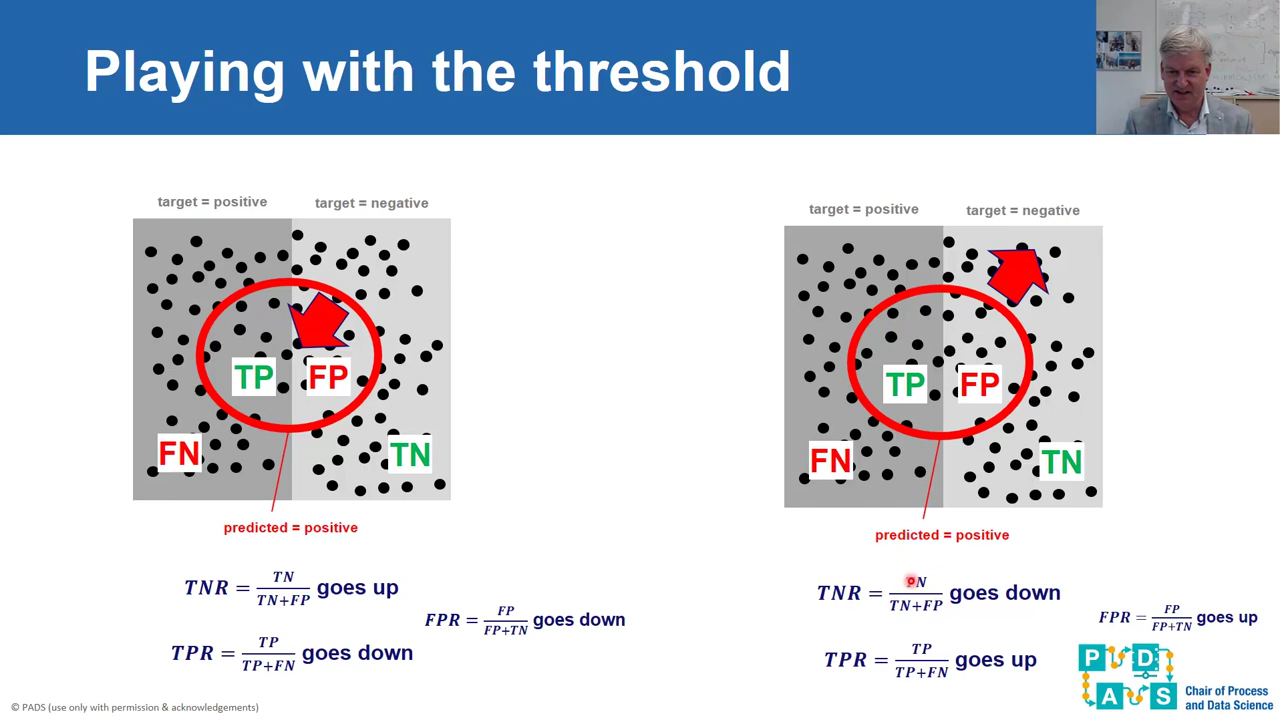 Playing with the threshold
target = positive
target = negative
TP
FP
FN
TN
predicted = positive
TNR = TN / TN+FP goes up
FPR = FP / FP+TN goes down
TPR = TP / TP+FN goes down
target = positive
target = negative
TP
FP
FN
TN
predicted = positive
TNR = TN / TN+FP goes down
FPR = FP / FP+TN goes up
TPR = TP / TP+FN goes up
P D
A S
Chair of Process
and Data Science
© PADS (use only with permission & acknowledgements)